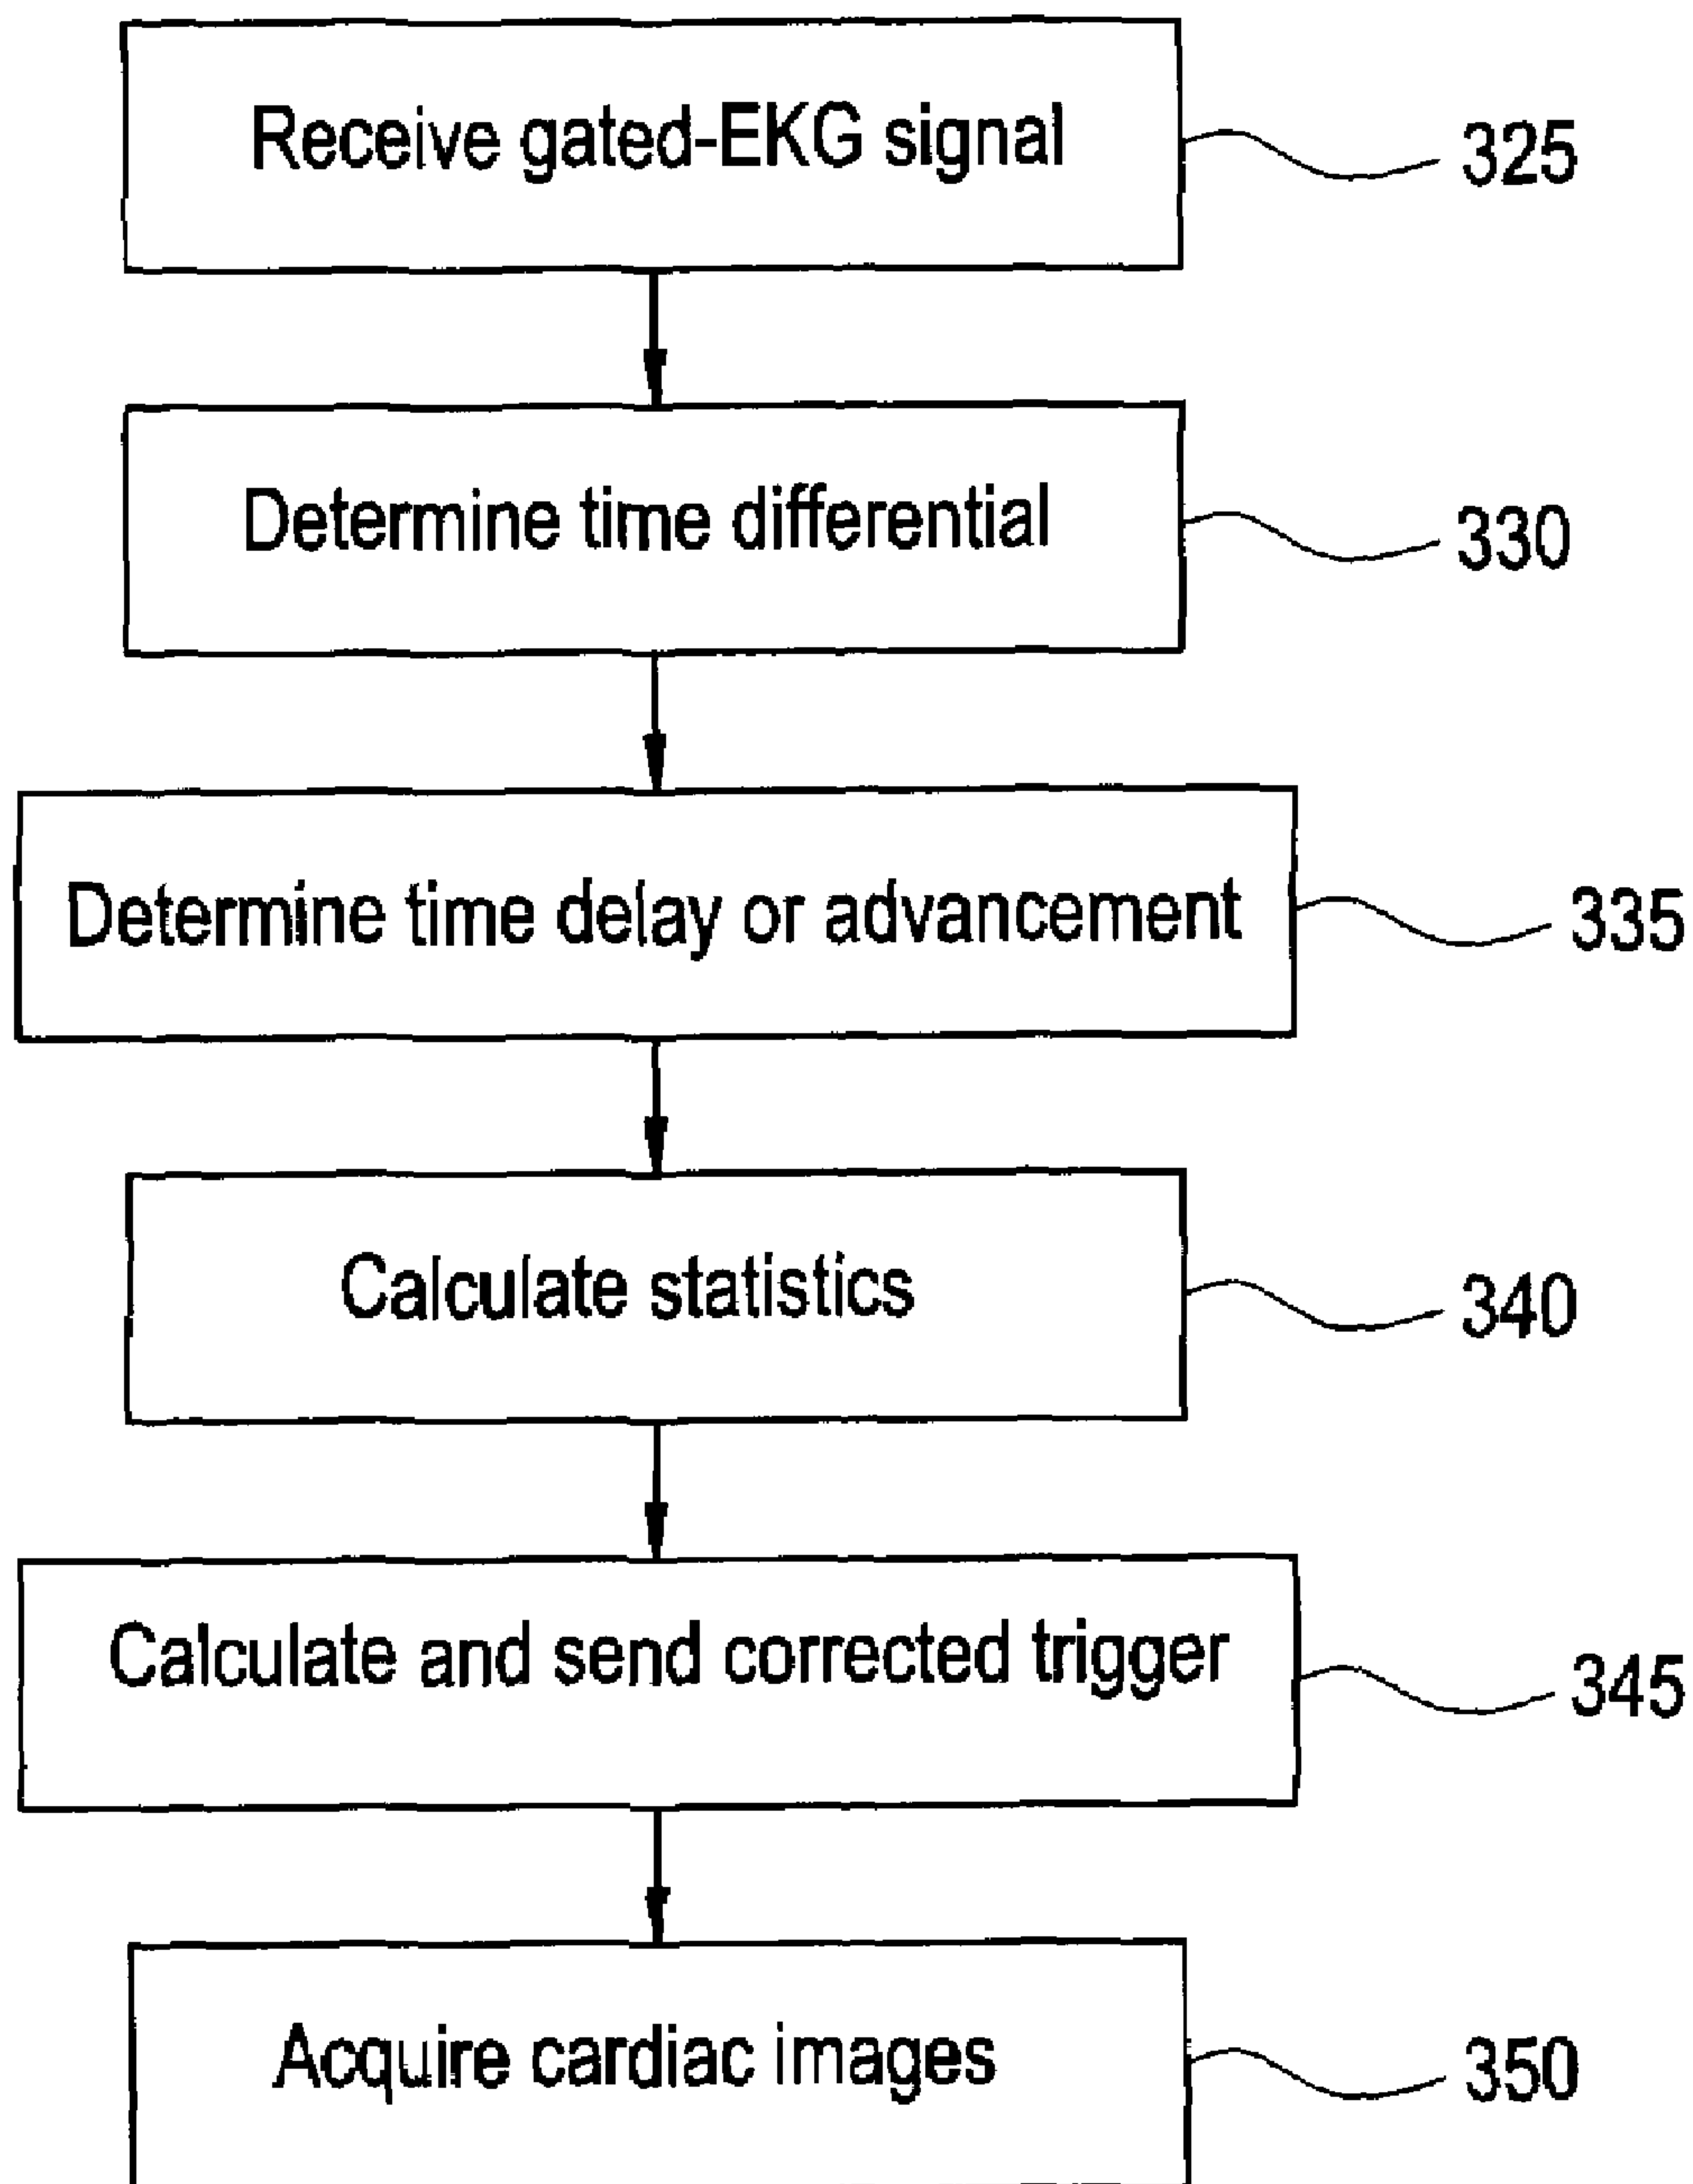 Receive gated-EKG signal
325
Determine time differential
330
Determine time delay or advancement
335
Calculate statistics
340
Calculate and send corrected trigger
345
Acquire cardiac images
350